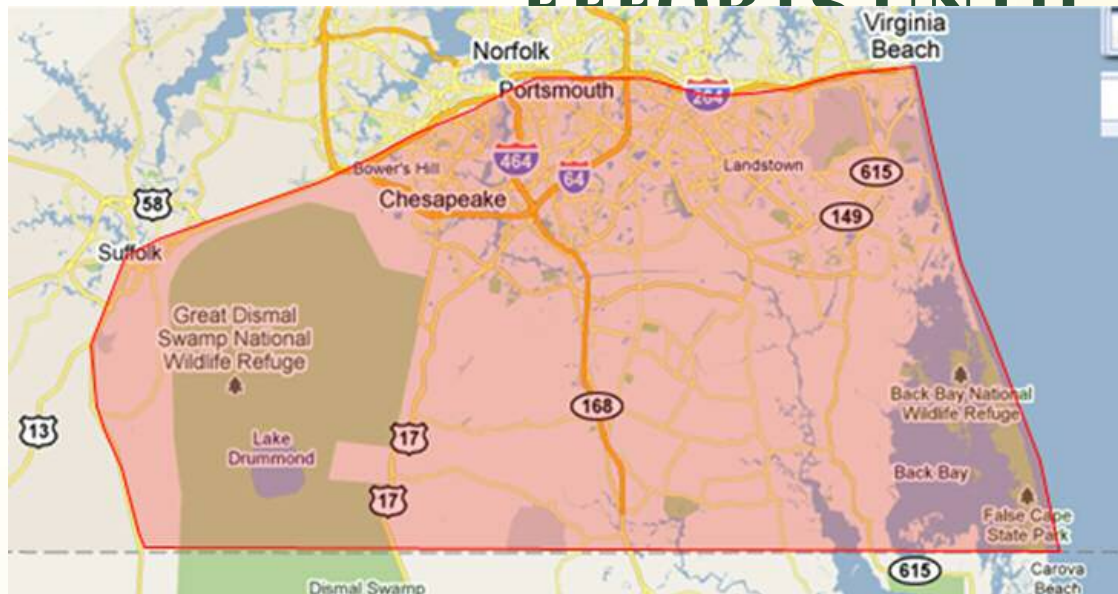 Virginia
Beach
Norfolk
Portsmouth
264
Bower's Hill
464
64
Landstown
615
58
Chesapeake
149
Suffolk
Great Dismal
Swamp National
Wildlife Refuge
168
Back Bay National
Wildlife Refuge
13
17
Lake
Drummond
Back Bay
17
False Cape
State Park
615
Carova
Beach
Dismal Swamp